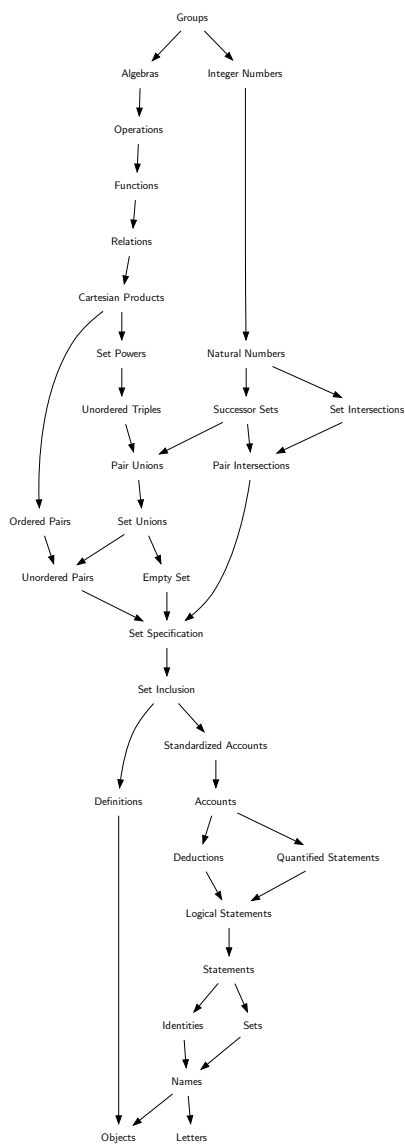 Groups
Algebras
Integer Numbers
Operations
Functions
Relations
Cartesian Products
Set Powers
Natural Numbers
Unordered Triples
Successor Sets
Set Intersections
Pair Unions
Pair Intersections
Ordered Pairs
Set Unions
Unordered Pairs
Empty Set
Set Specification
Set Inclusion
Standardized Accounts
Definitions
Accounts
Deductions
Quantified Statements
Logical Statements
Statements
Identities
Sets
Names
Objects
Letters